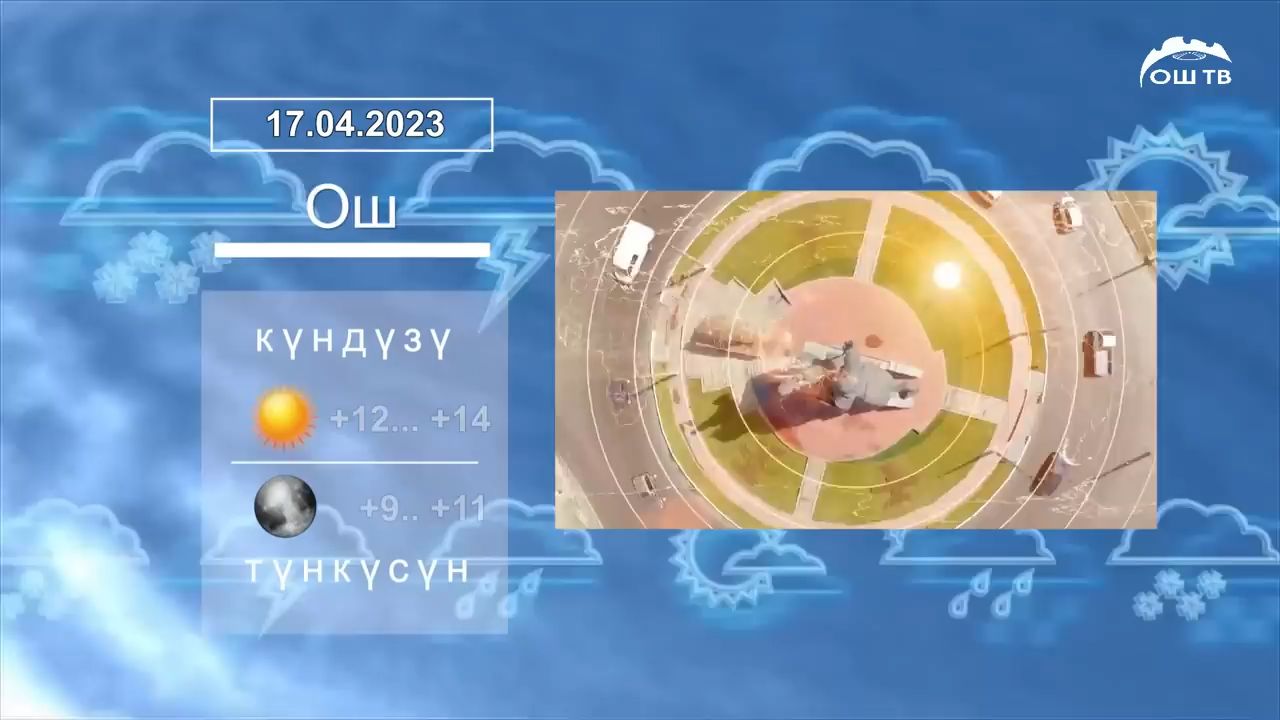 ОШ ТВ
17.04.2023
Ош
күндүзү
+12... +14
+9.. +11
түнкүсүн